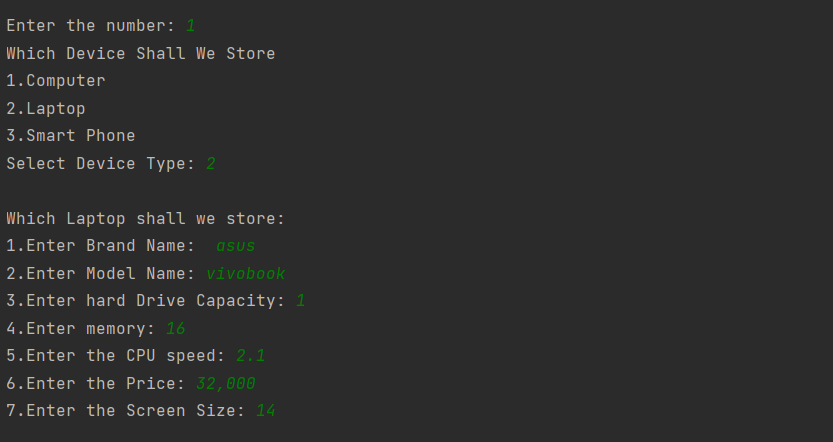 Enter the number: 1
Which Device Shall We Store
1.Computer
2.Laptop
3.Smart Phone
Select Device Type: 2
Which Laptop shall we store:
1.Enter Brand Name:  asus
2.Enter Model Name: vivobook
3.Enter hard Drive Capacity: 1
4.Enter memory: 16
5.Enter the CPU speed: 2.1
6.Enter the Price: 32,000
7.Enter the Screen Size: 14